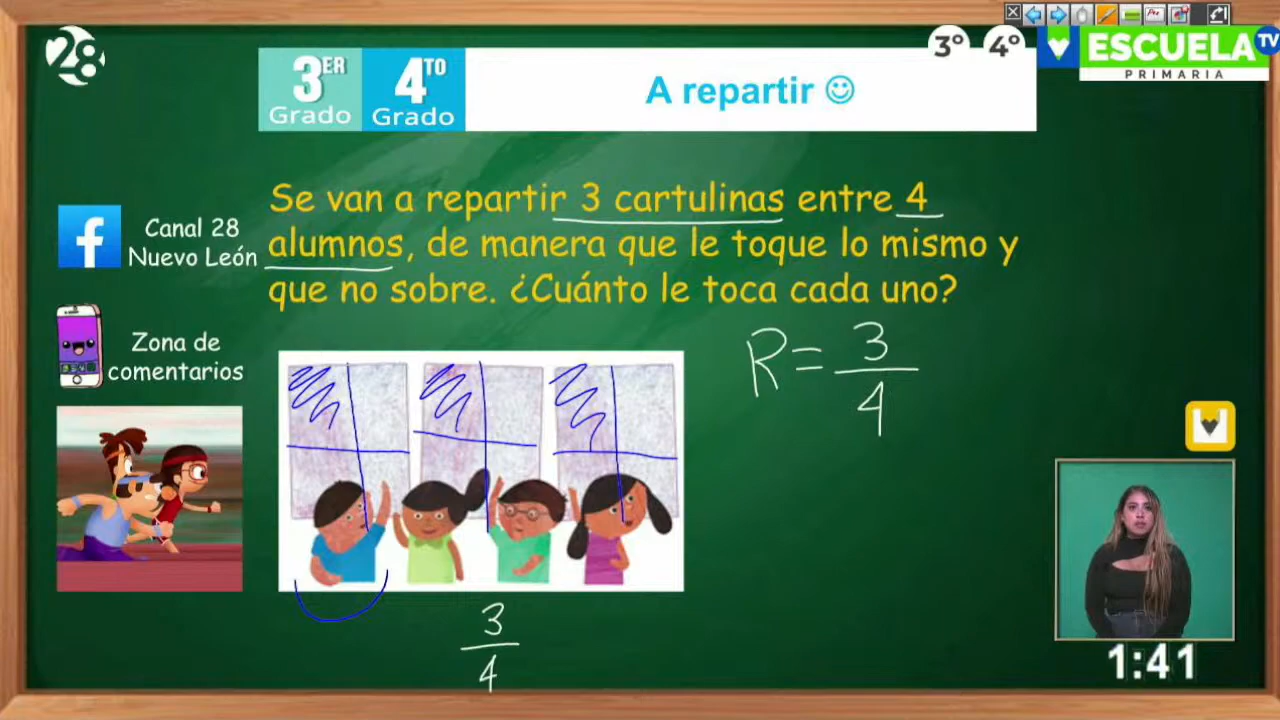 28
3ER Grado
4TO Grado
A repartir
3° 4°
ESCUELA TV
PRIMARIA
Se van a repartir 3 cartulinas entre 4
alumnos, de manera que le toque lo mismo y
que no sobre. ¿Cuánto le toca cada uno?
Canal 28
Nuevo León
Zona de
comentarios
R = 3/4
3/4
1:41